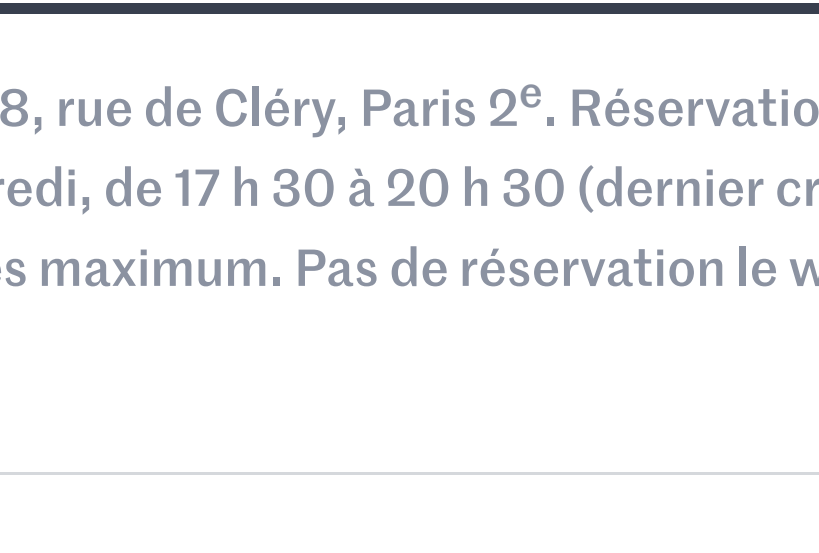 8, rue de Cléry, Paris 2e. Réservatio
redi, de 17 h 30 à 20 h 30 (dernier cr
es maximum. Pas de réservation le w